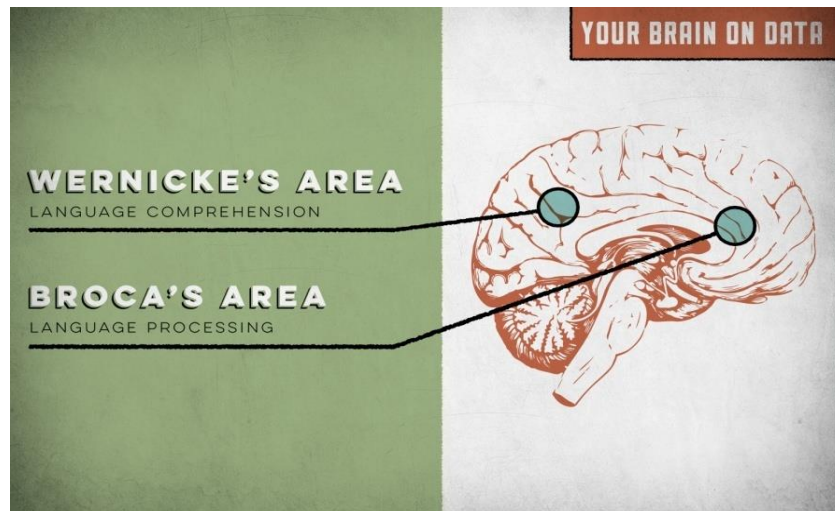 YOUR BRAIN ON DATA
WERNICKE'S AREA
LANGUAGE COMPREHENSION
BROCA'S AREA
LANGUAGE PROCESSING